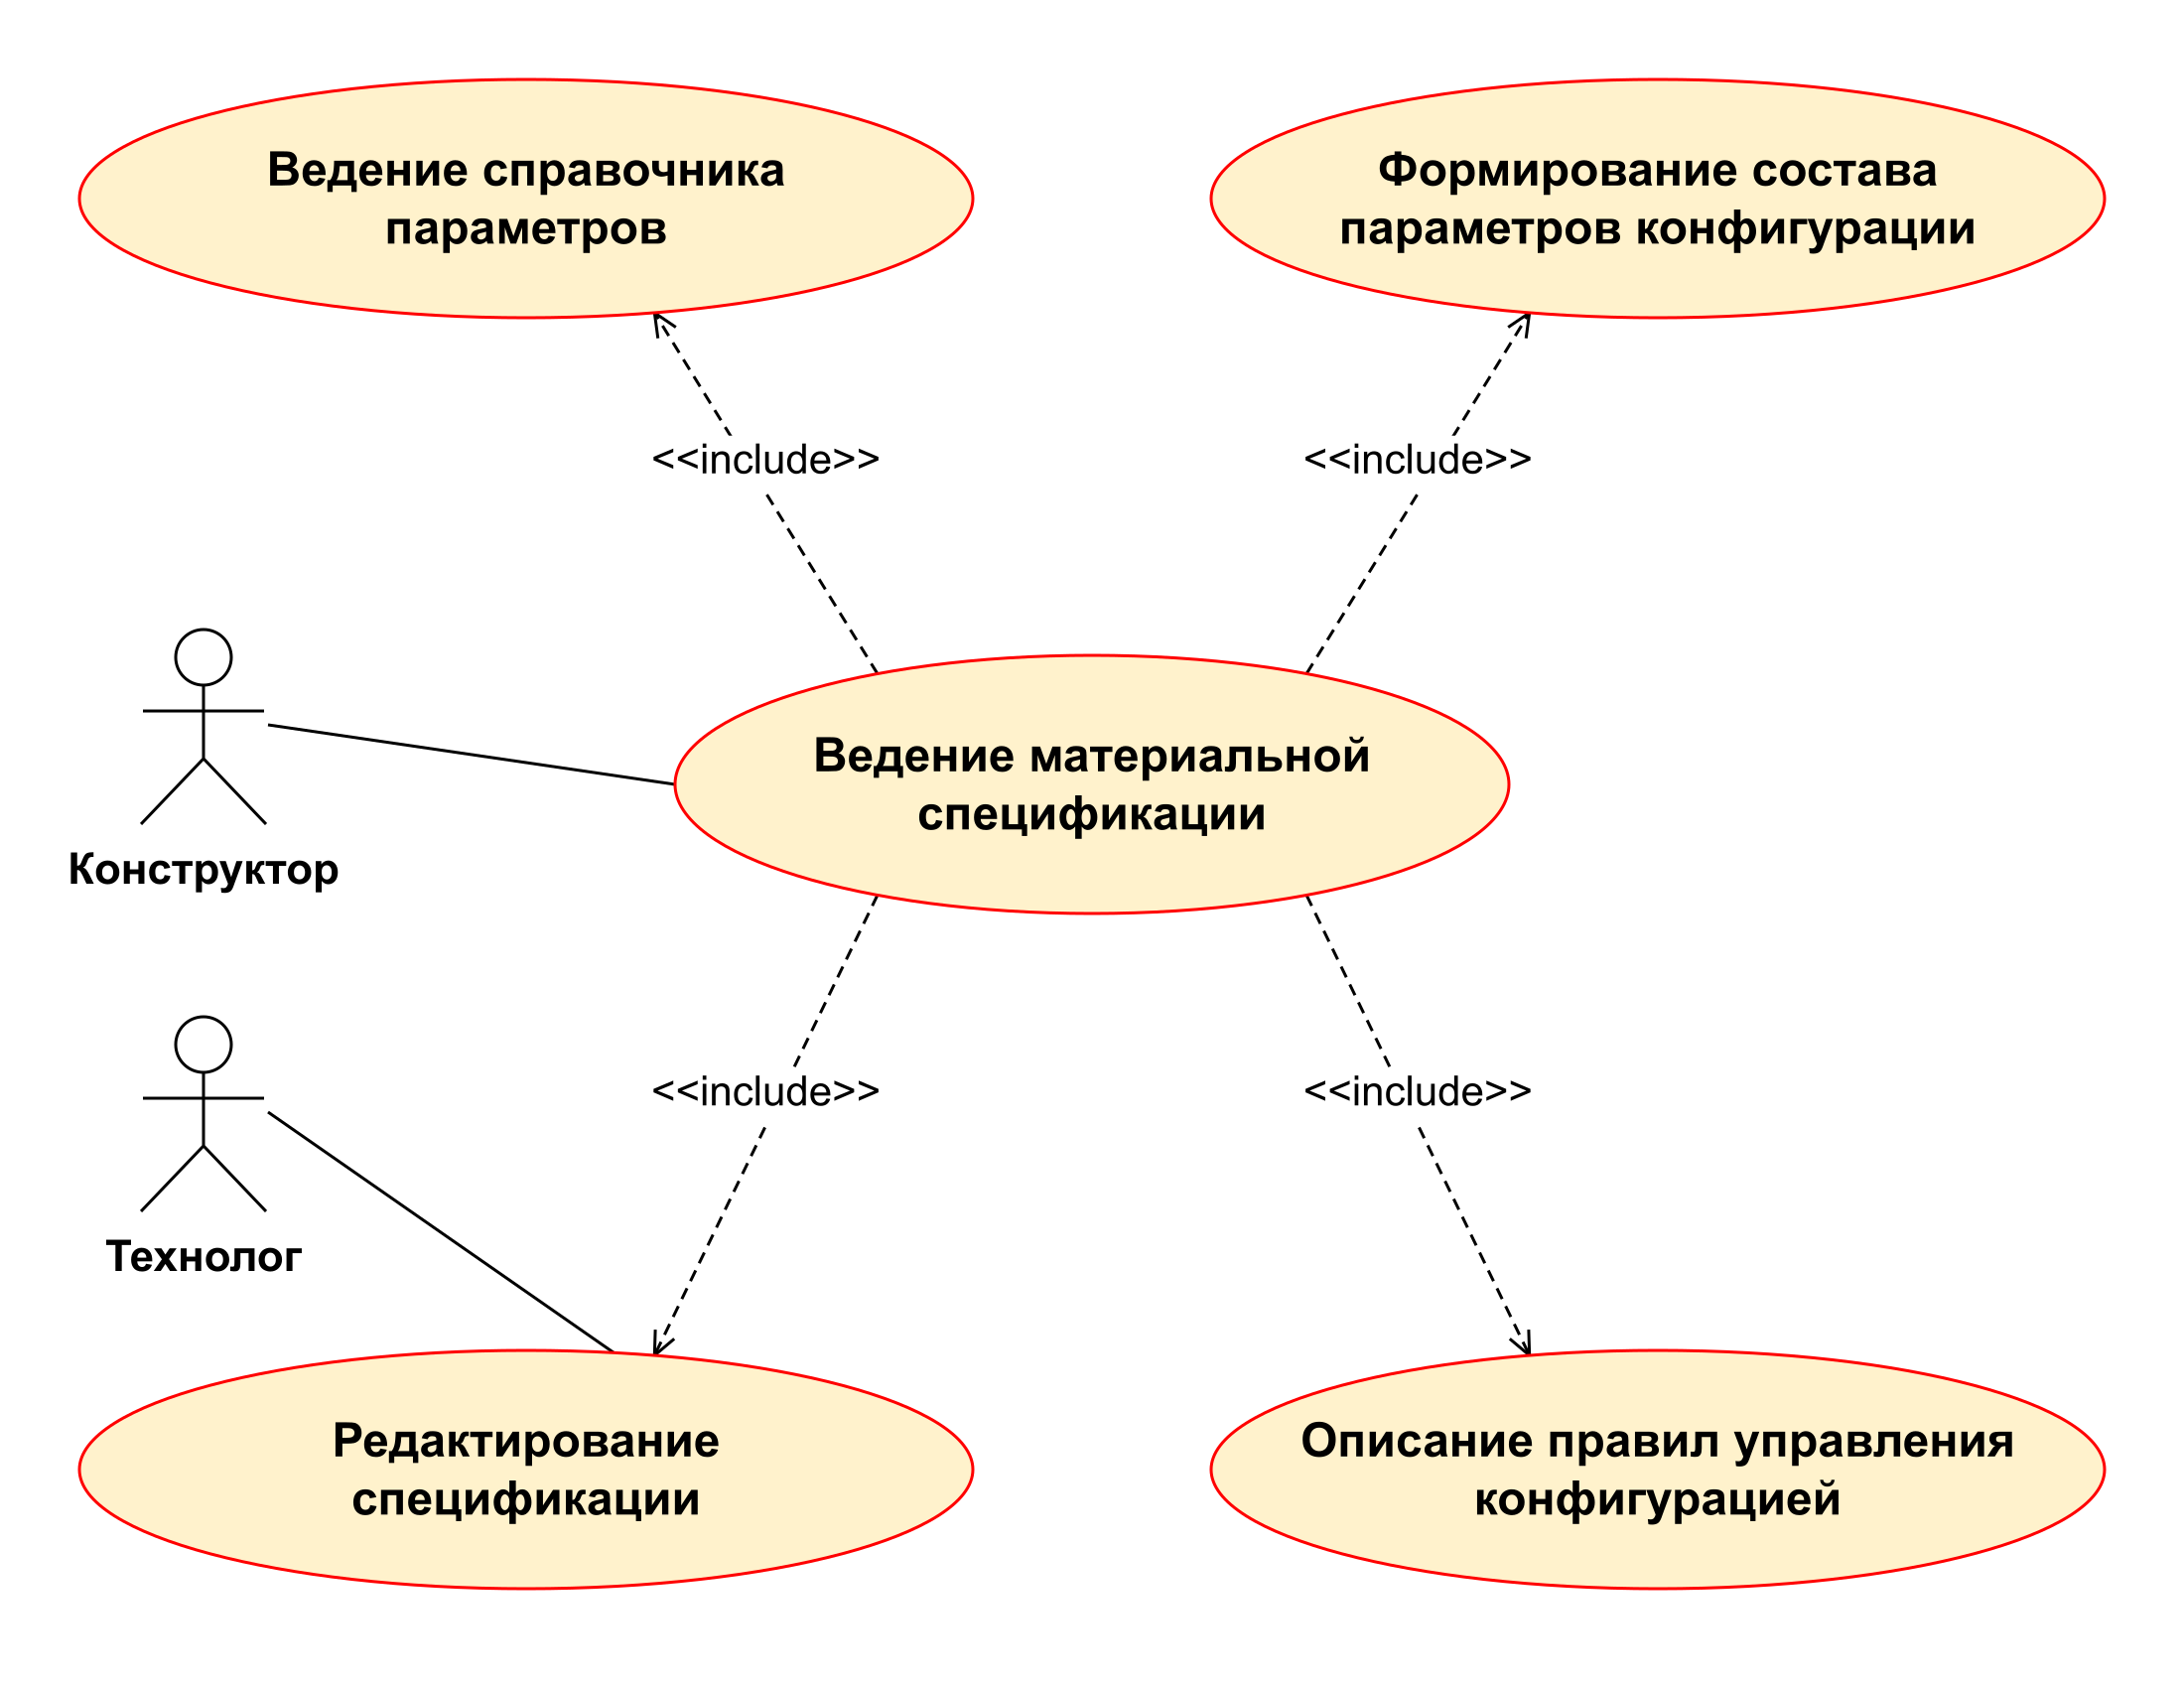 Ведение справочника
параметров
Формирование состава
параметров конфигурации
<<include>>
<<include>>
Конструктор
Ведение материальной
спецификации
Технолог
<<include>>
<<include>>
Редактирование
спецификации
Описание правил управления
конфигурацией